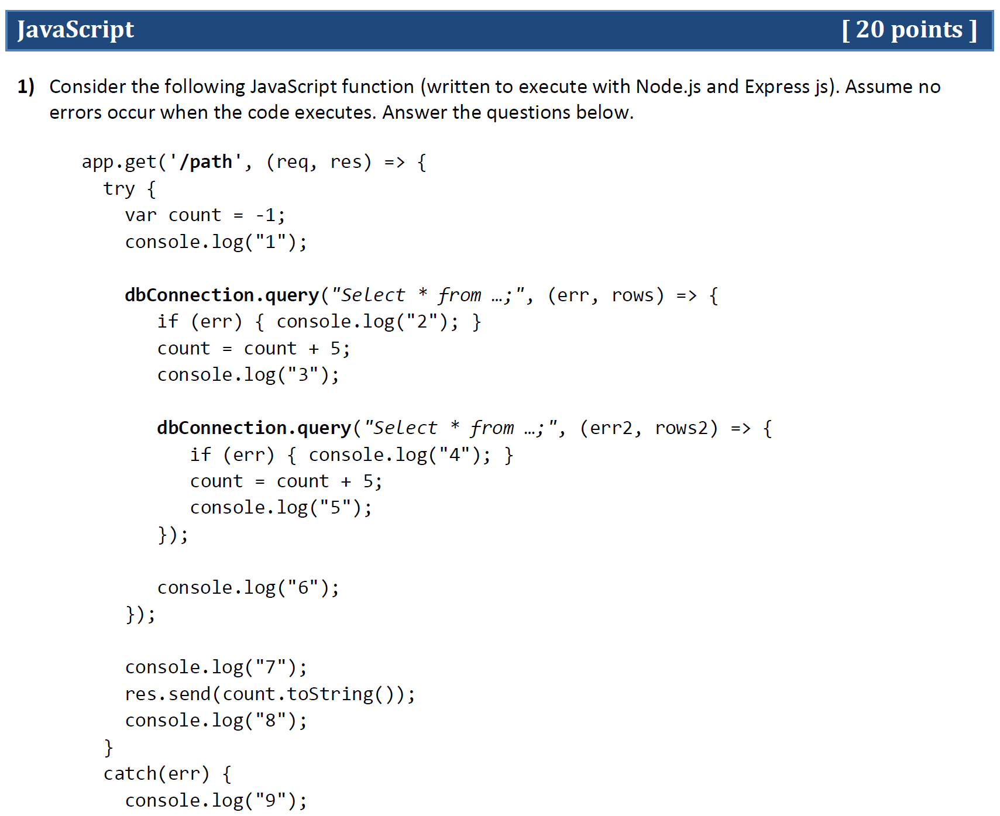 JavaScript [ 20 points ]
1) Consider the following JavaScript function (written to execute with Node.js and Express js). Assume no
errors occur when the code executes. Answer the questions below.
app.get('/path', (req, res) => {
try {
var count = -1;
console.log("1");
dbConnection.query("Select * from …;", (err, rows) => {
if (err) { console.log("2"); }
count = count + 5;
console.log("3");
dbConnection.query("Select * from …;", (err2, rows2) => {
if (err) { console.log("4"); }
count = count + 5;
console.log("5");
});
console.log("6");
});
console.log("7");
res.send(count.toString());
console.log("8");
}
catch(err) {
console.log("9");